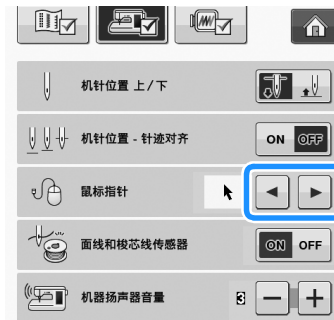 机针位置 上/下
机针位置 - 针迹对齐 ON OFF
鼠标指针
面线和梭芯线传感器 ON OFF
机器扬声器音量 3